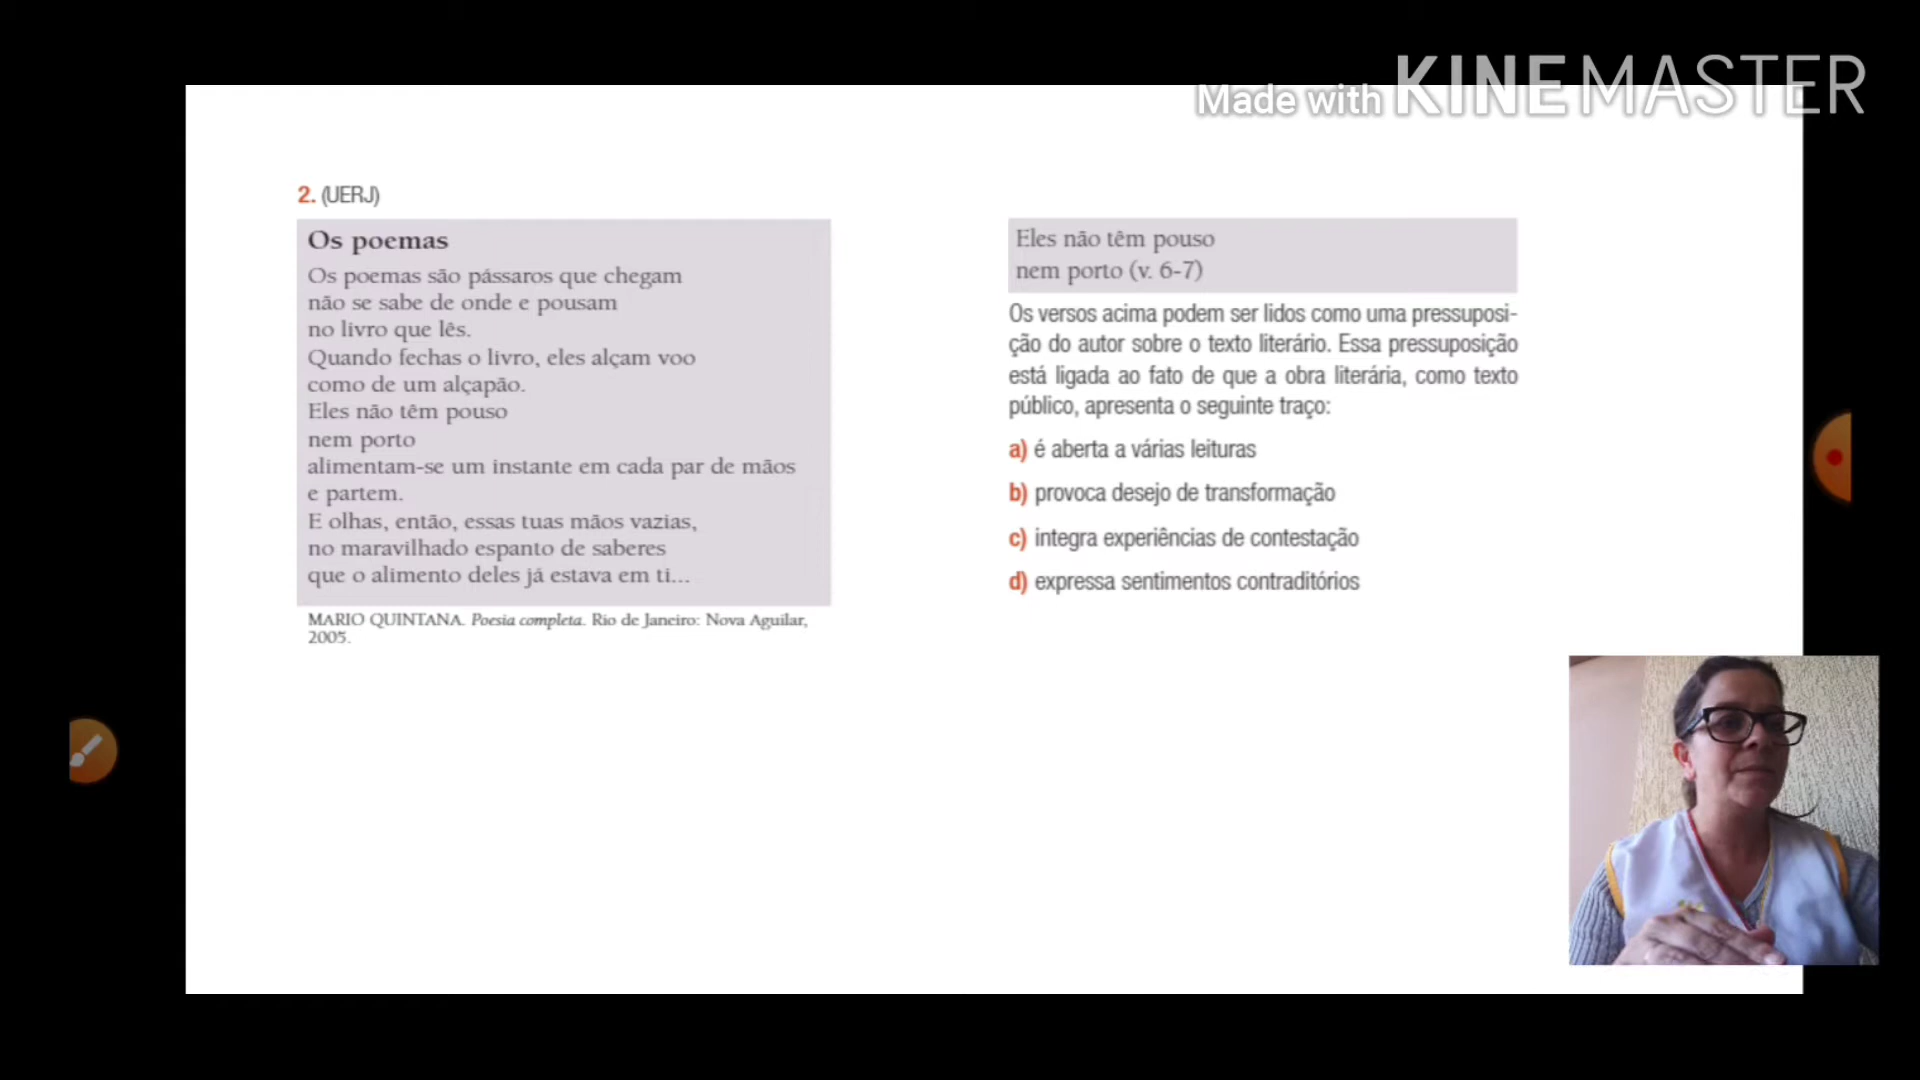 Made with KINEMASTER
2. (UERJ)
Os poemas
Os poemas são pássaros que chegam
não se sabe de onde e pousam
no livro que lês.
Quando fechas o livro, eles alçam voo
como de um alçapão.
Eles não têm pouso
nem porto
alimentam-se um instante em cada par de mãos
e partem.
E olhas, então, essas tuas mãos vazias,
no maravilhado espanto de saberes
que o alimento deles já estava em ti...
MARIO QUINTANA. Poesia completa. Rio de Janeiro: Nova Aguilar,
2005.
Eles não têm pouso
nem porto (v. 6-7)
Os versos acima podem ser lidos como uma pressuposi-
ção do autor sobre o texto literário. Essa pressuposição
está ligada ao fato de que a obra literária, como texto
público, apresenta o seguinte traço:
a) é aberta a várias leituras
b) provoca desejo de transformação
c) integra experiências de contestação
d) expressa sentimentos contraditórios